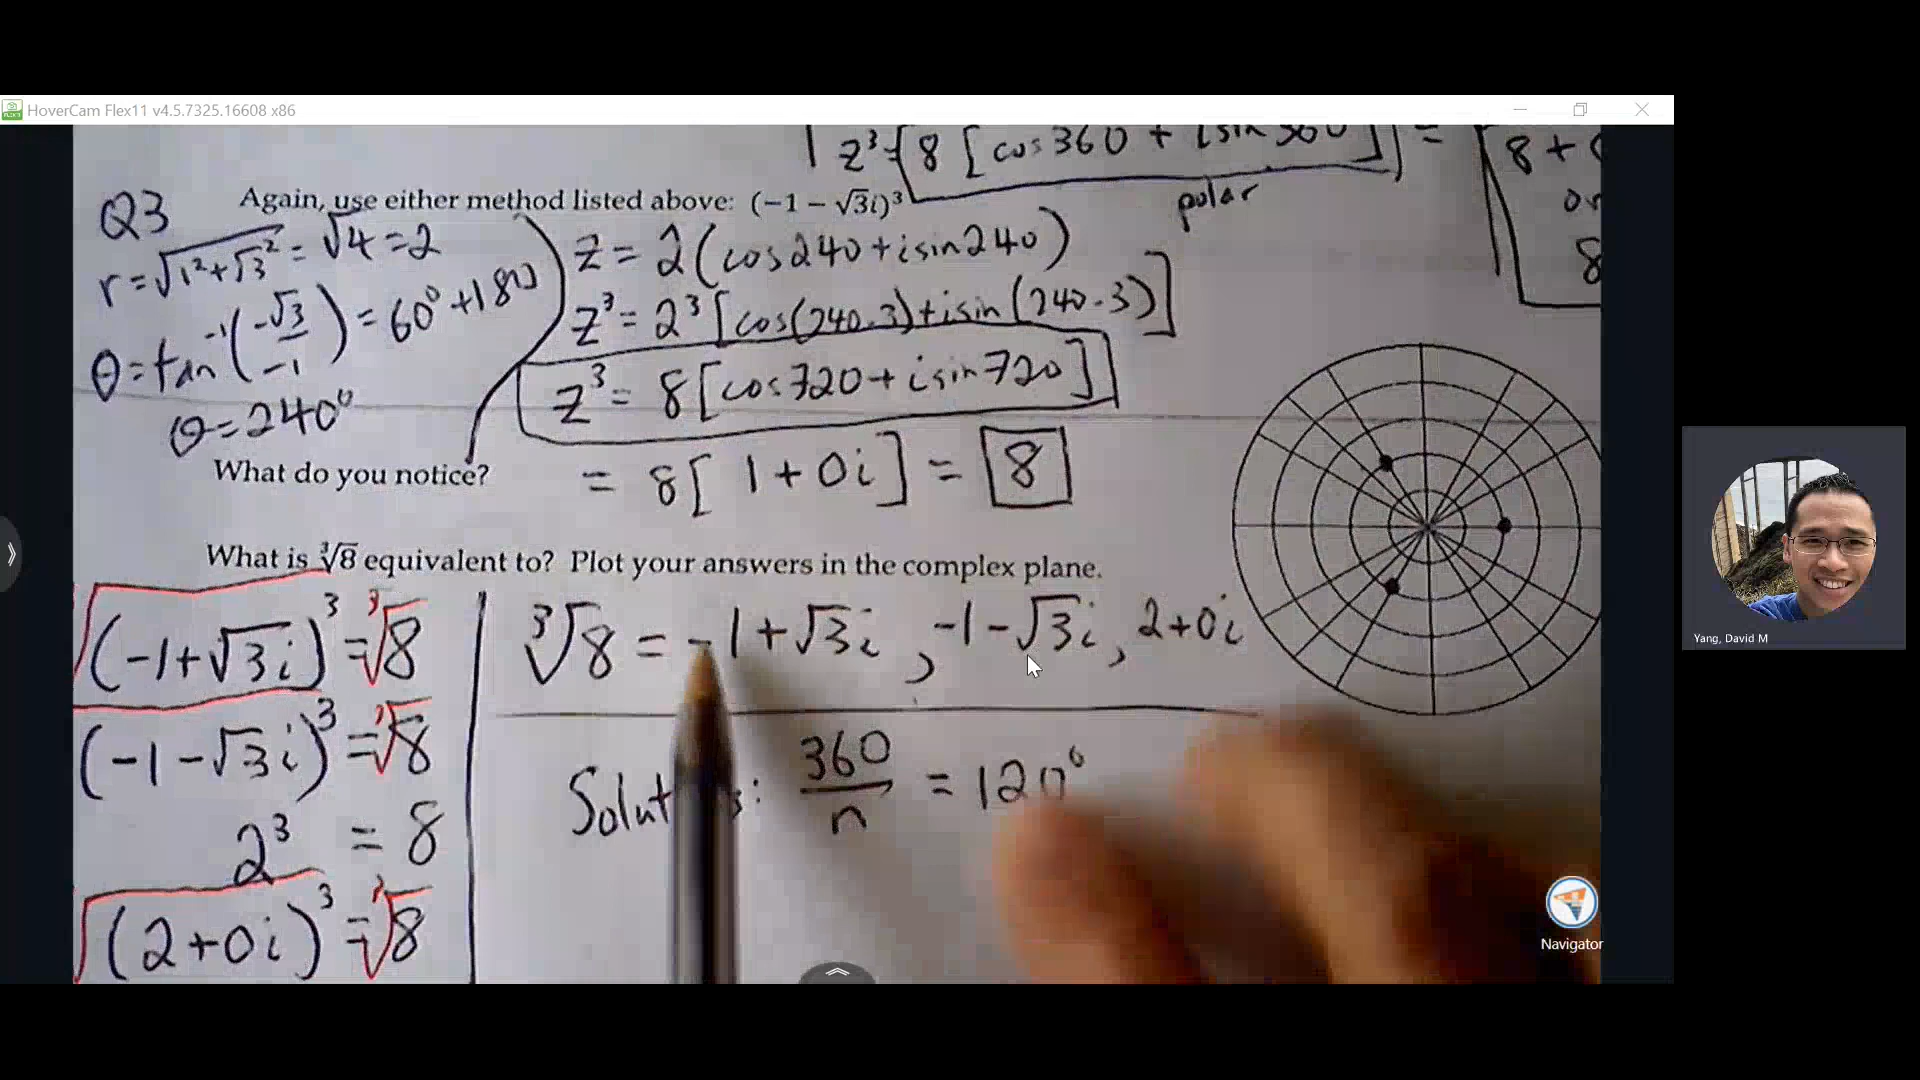 HoverCam Flex11 v4.5.7325.16608 x86
z³ = 8 [cos 360 + i sin 360] =
8 +
polar
or
8
Q3
Again, use either method listed above: (−1 − √3i)³
r = √1² + √3² = √4 = 2
θ = tan⁻¹(−√3/−1) = 60° + 180
θ = 240°
z = 2(cos 240 + i sin 240)
z³ = 2³ [cos(240·3) + i sin(240·3)]
z³ = 8[cos 720 + i sin 720]
= 8[ 1 + 0i ] = 8
What do you notice?
What is ∛8 equivalent to? Plot your answers in the complex plane.
(−1 + √3i)³ = ∛8
(−1 − √3i)³ = ∛8
2³ = 8
(2 + 0i)³ = ∛8
∛8 = −1 + √3i , −1 − √3i , 2 + 0i
360/n = 120°
Navigator
Yang, David M